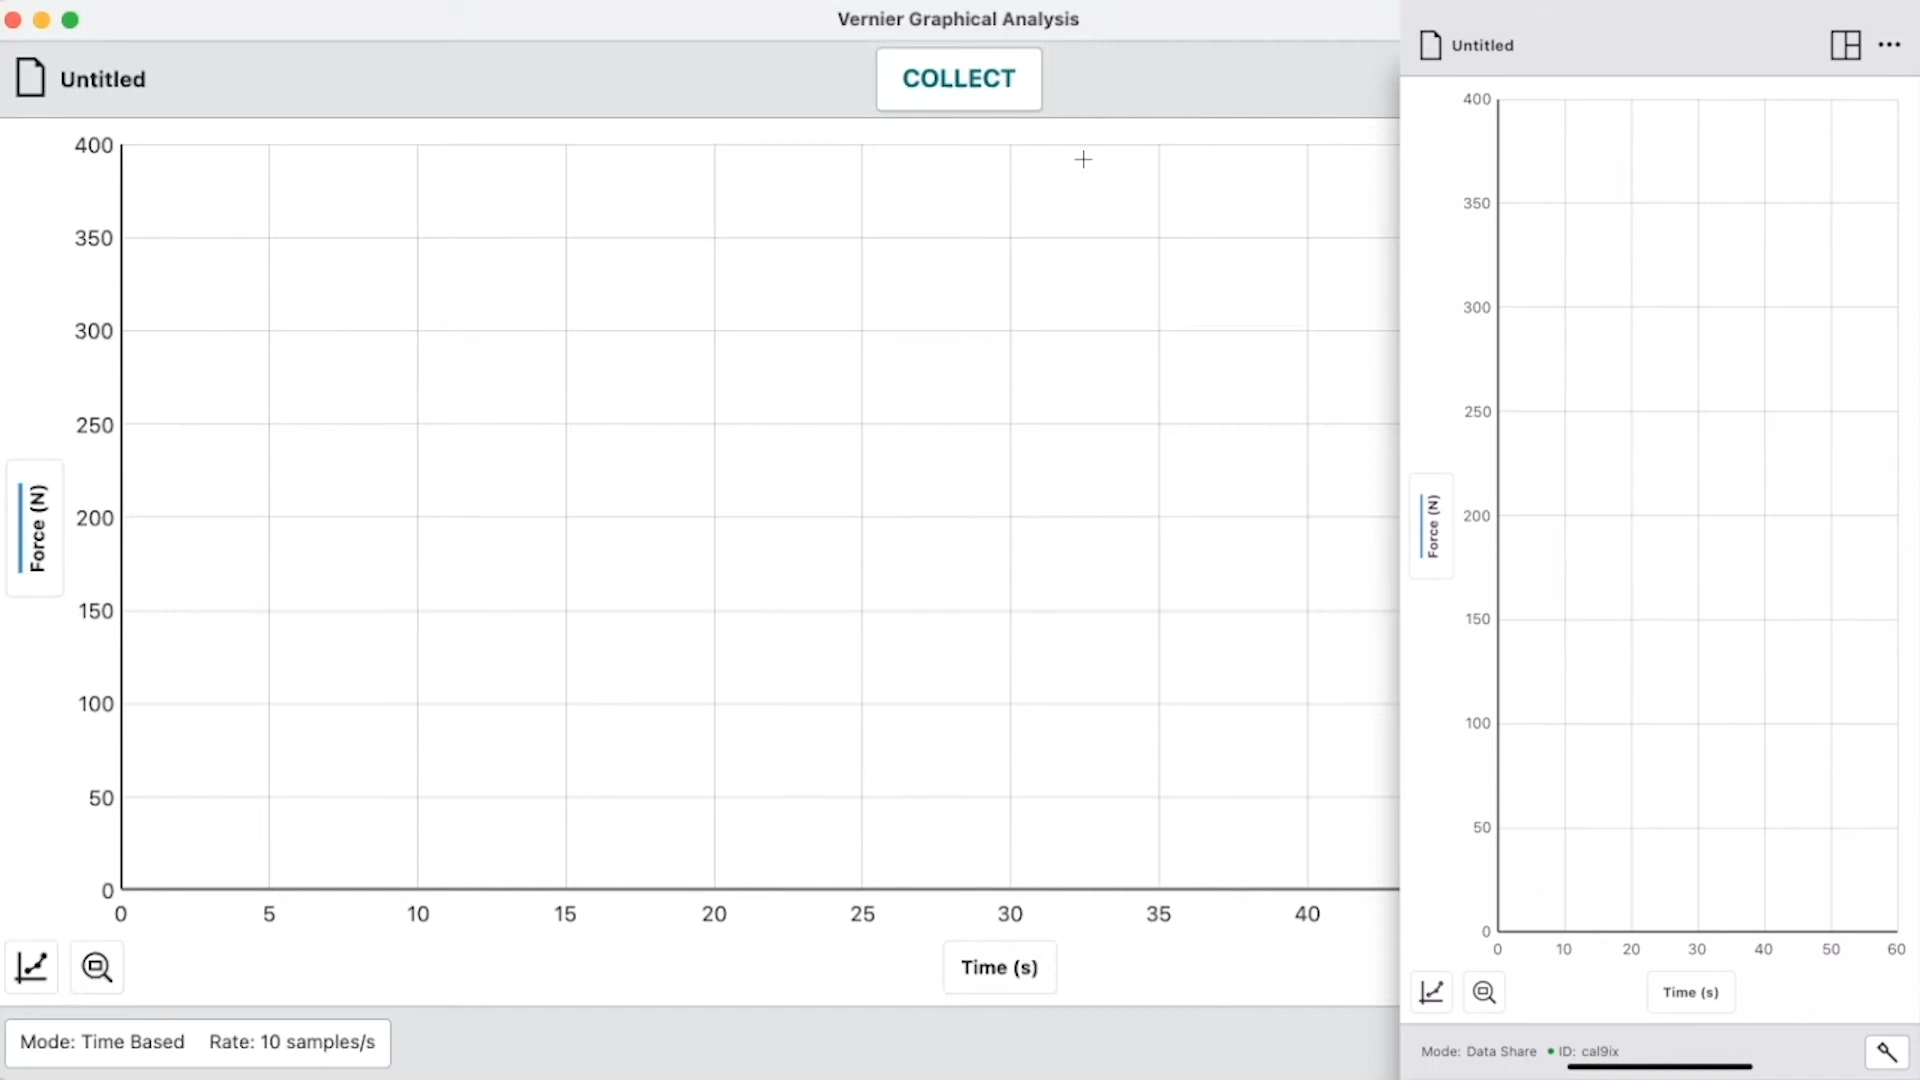 Vernier Graphical Analysis
Untitled
COLLECT
400
350
300
250
200
150
100
50
0
Force (N)
0 5 10 15 20 25 30 35 40
Time (s)
Mode: Time Based Rate: 10 samples/s
Untitled
400
350
300
250
200
150
100
50
0
Force (N)
0 10 20 30 40 50 60
Time (s)
Mode: Data Share ID: cal9ix